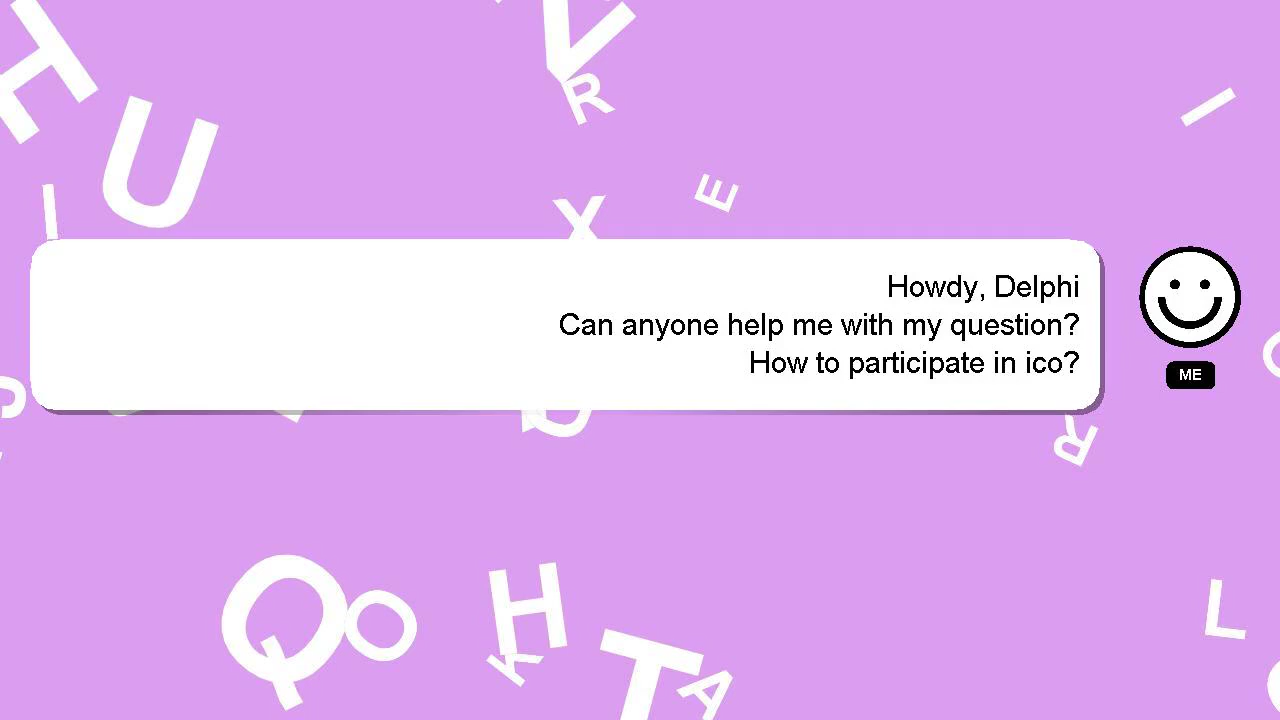 Howdy, Delphi
Can anyone help me with my question?
How to participate in ico?
ME
H
U
I
V
R
E
X
I
R
Q
O
H
K
T
A
L